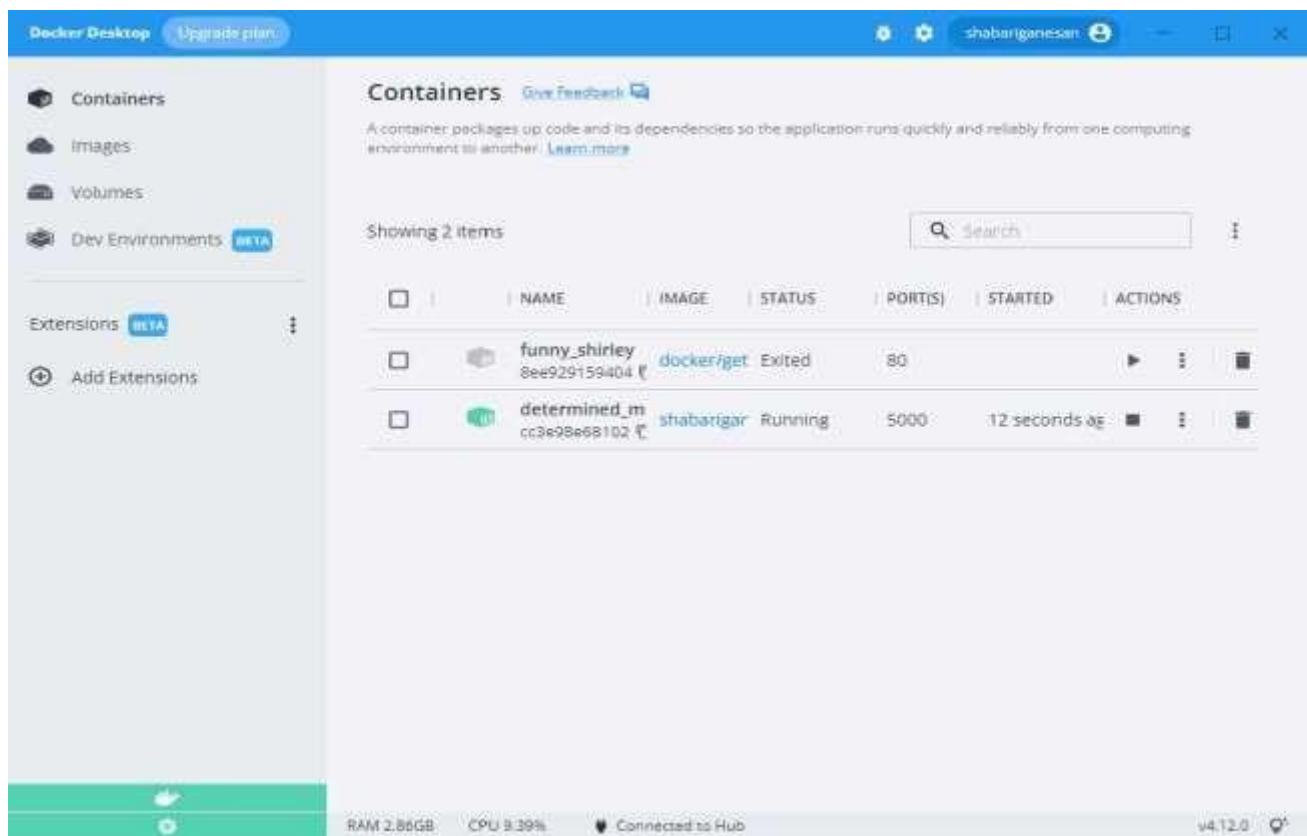 Docker Desktop Upgrade plan shabariganesan
Containers
Images
Volumes
Dev Environments BETA
Extensions BETA
Add Extensions
Containers Give Feedback
A container packages up code and its dependencies so the application runs quickly and reliably from one computing
environment to another. Learn more
Showing 2 items Search
NAME IMAGE STATUS PORT(S) STARTED ACTIONS
funny_shirley docker/get Exited 80
8ee929159404
determined_m shabarigar Running 5000 12 seconds ag
cc3e98e68102
RAM 2.86GB CPU 9.39% Connected to Hub v4.12.0